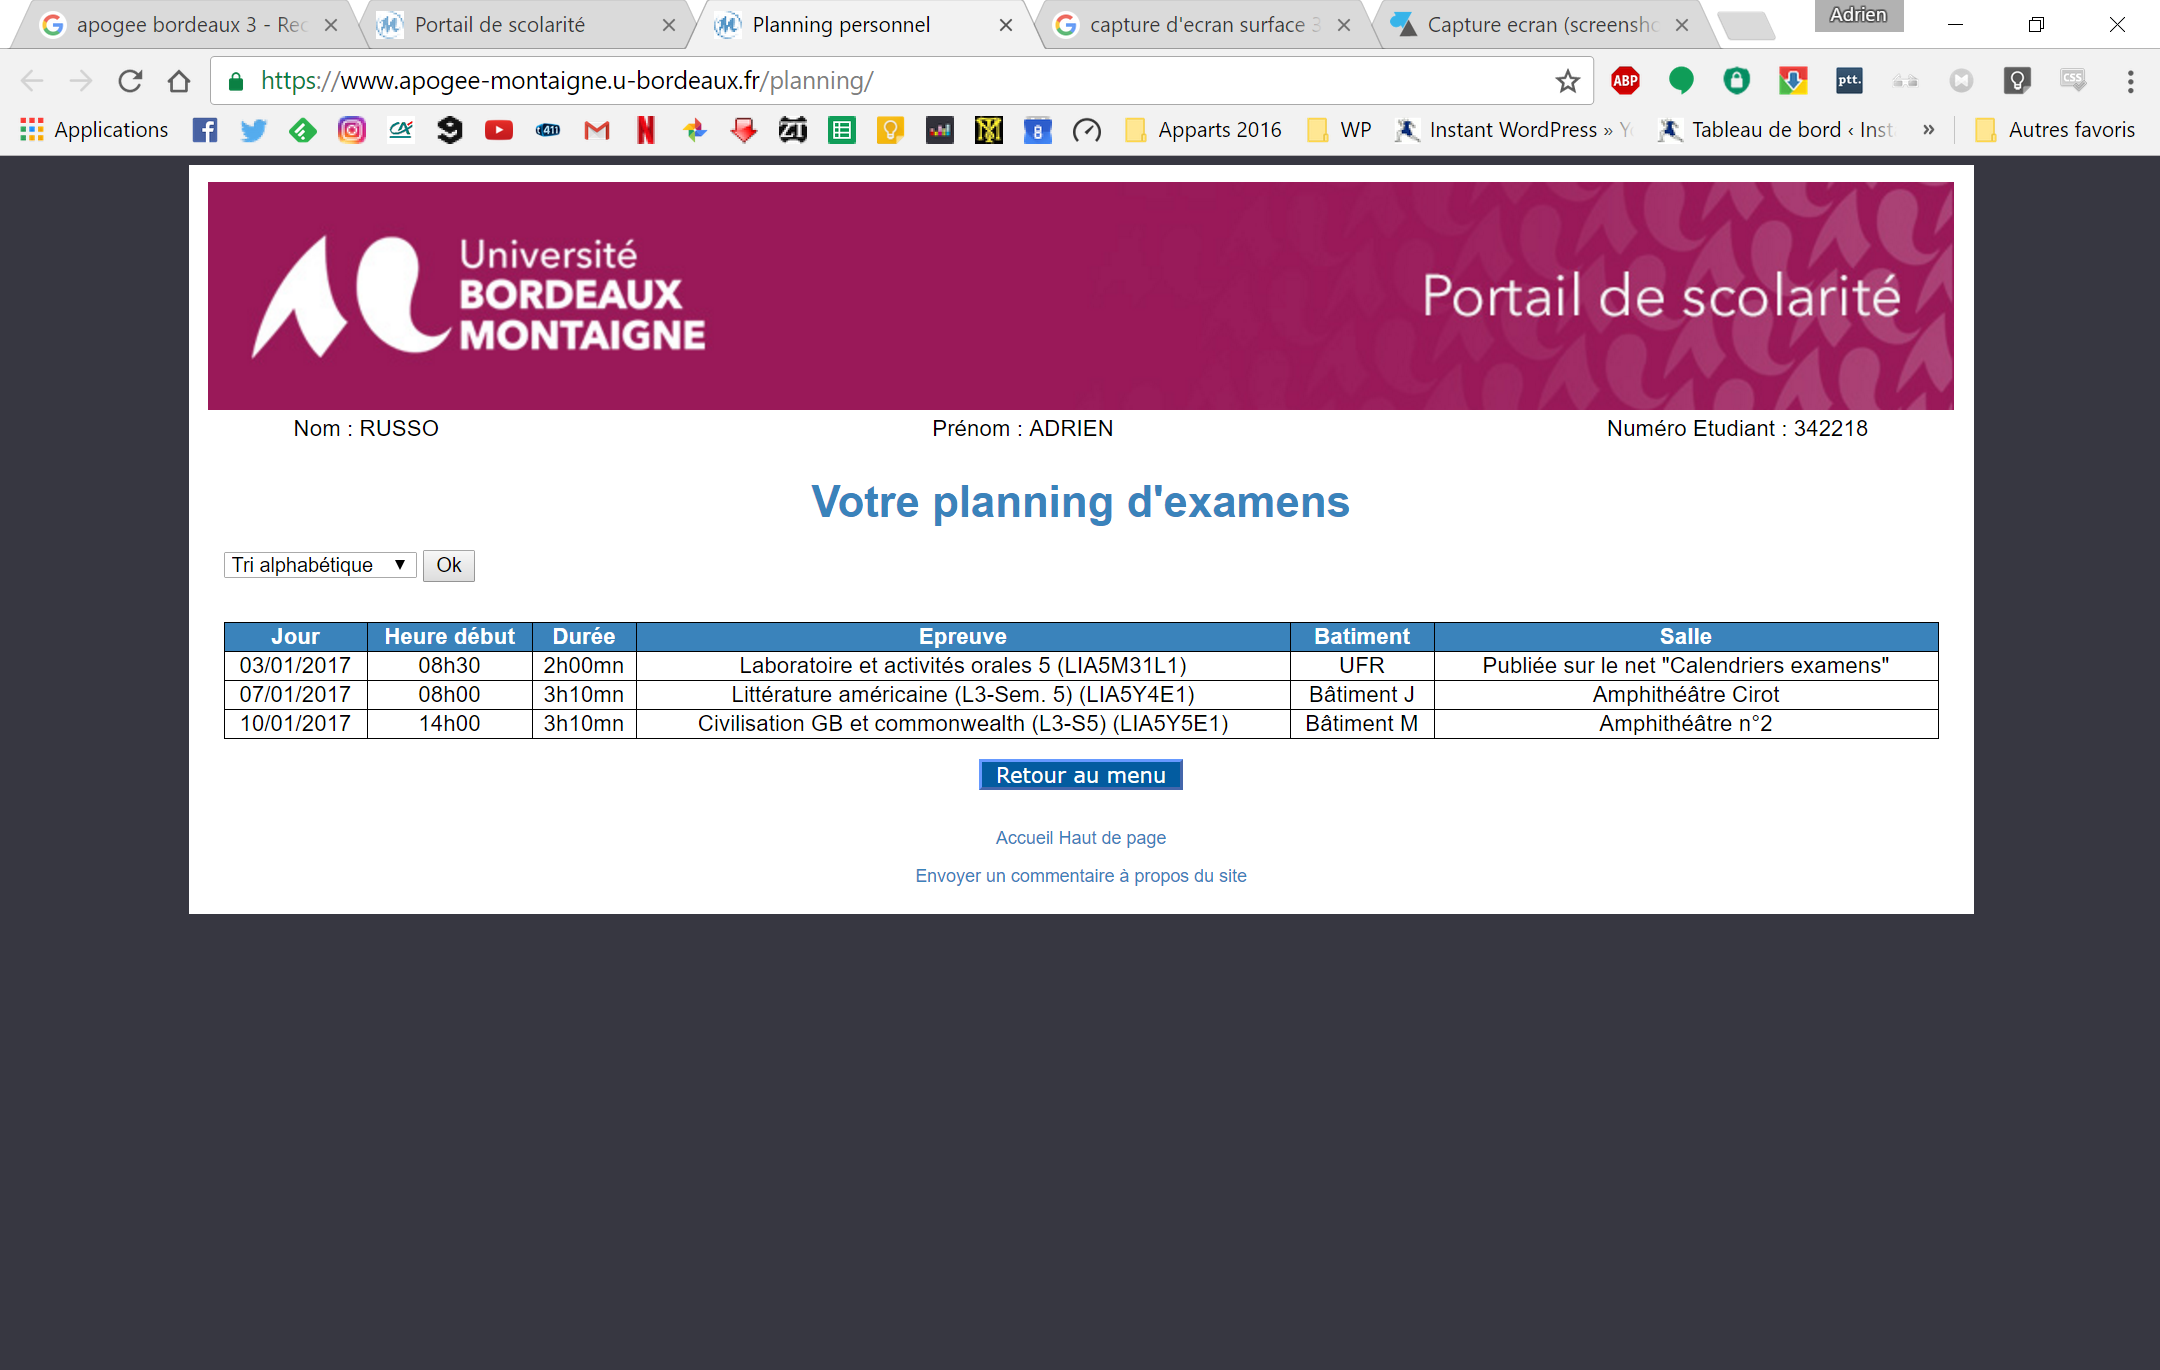 apogee bordeaux 3 - Rec
Portail de scolarité
Planning personnel
capture d'ecran surface 3
Capture ecran (screensho
Adrien
https://www.apogee-montaigne.u-bordeaux.fr/planning/
ABP
ptt.
CSS
Applications
411
ZT
8
Apparts 2016
WP
Instant WordPress » Yo
Tableau de bord ‹ Inst
»
Autres favoris
Université
BORDEAUX
MONTAIGNE
Portail de scolarité
Nom : RUSSO Prénom : ADRIEN Numéro Etudiant : 342218
Votre planning d'examens
Tri alphabétique Ok
Jour Heure début Durée Epreuve Batiment Salle
03/01/2017 08h30 2h00mn Laboratoire et activités orales 5 (LIA5M31L1) UFR Publiée sur le net "Calendriers examens"
07/01/2017 08h00 3h10mn Littérature américaine (L3-Sem. 5) (LIA5Y4E1) Bâtiment J Amphithéâtre Cirot
10/01/2017 14h00 3h10mn Civilisation GB et commonwealth (L3-S5) (LIA5Y5E1) Bâtiment M Amphithéâtre n°2
Retour au menu
Accueil Haut de page
Envoyer un commentaire à propos du site